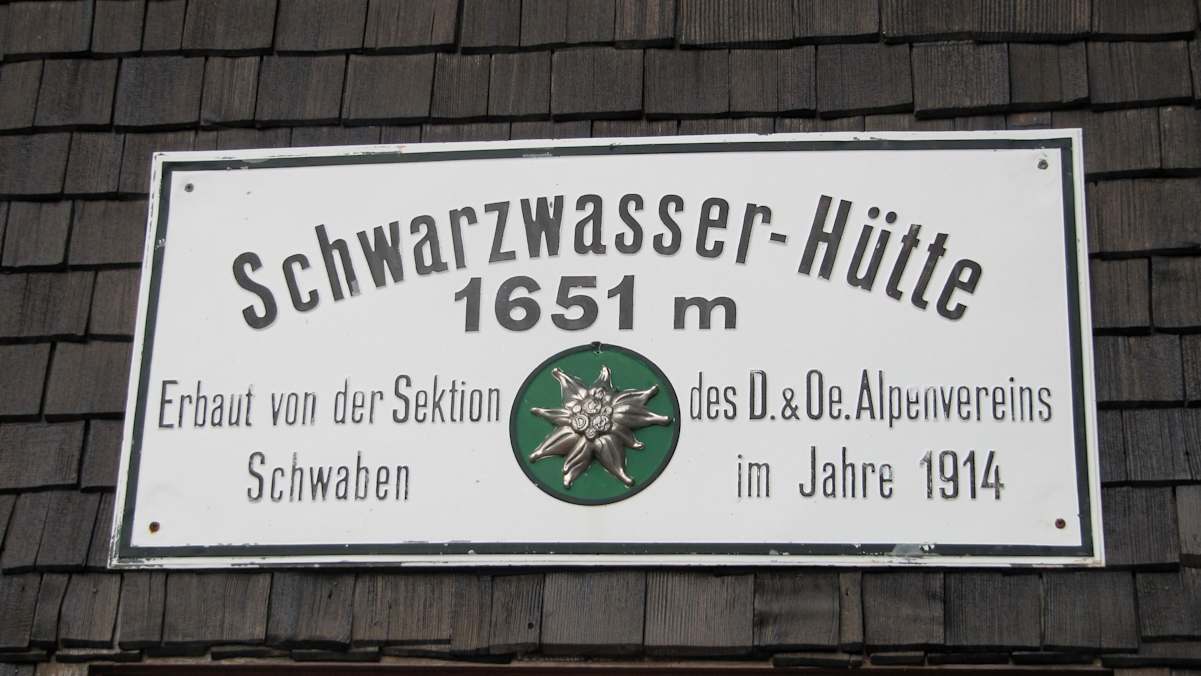 Schwarzwasser-Hütte
1651 m
Erbaut von der Sektion des D. & Oe. Alpenvereins
Schwaben im Jahre 1914